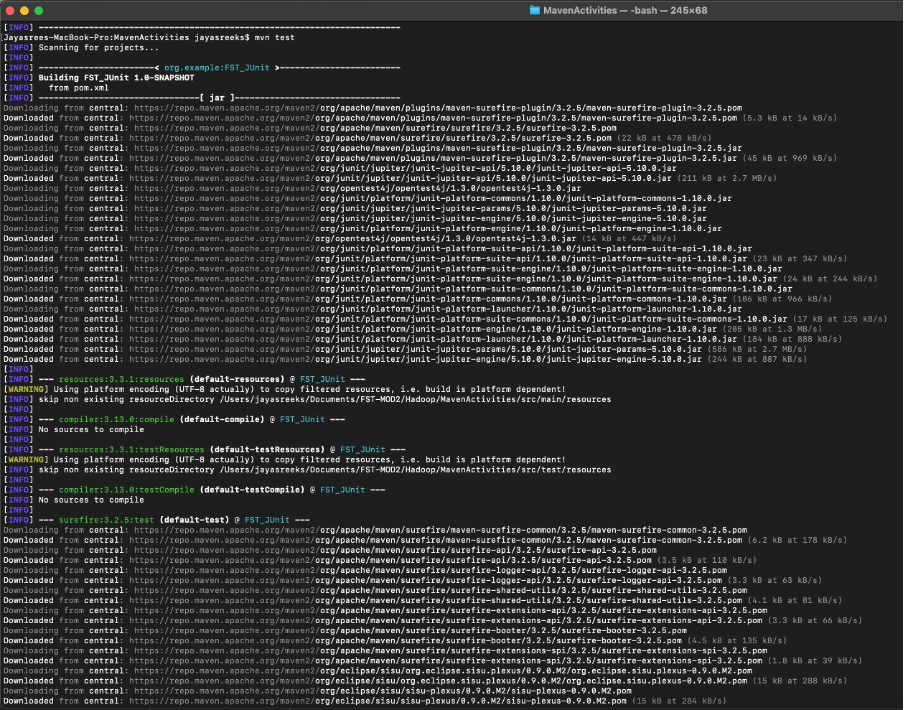 MavenActivities — -bash — 245×68
[INFO] ------------------------------------------------------------------------
[Jayasrees-MacBook-Pro:MavenActivities jayasreeks$ mvn test
[INFO] Scanning for projects...
[INFO]
[INFO] -----------------------< org.example:FST_JUnit >------------------------
[INFO] Building FST_JUnit 1.0-SNAPSHOT
[INFO]   from pom.xml
[INFO] --------------------------------[ jar ]---------------------------------
Downloading from central: https://repo.maven.apache.org/maven2/org/apache/maven/plugins/maven-surefire-plugin/3.2.5/maven-surefire-plugin-3.2.5.pom
Downloaded from central: https://repo.maven.apache.org/maven2/org/apache/maven/plugins/maven-surefire-plugin/3.2.5/maven-surefire-plugin-3.2.5.pom (5.3 kB at 14 kB/s)
Downloading from central: https://repo.maven.apache.org/maven2/org/apache/maven/surefire/surefire/3.2.5/surefire-3.2.5.pom
Downloaded from central: https://repo.maven.apache.org/maven2/org/apache/maven/surefire/surefire/3.2.5/surefire-3.2.5.pom (22 kB at 478 kB/s)
Downloading from central: https://repo.maven.apache.org/maven2/org/apache/maven/plugins/maven-surefire-plugin/3.2.5/maven-surefire-plugin-3.2.5.jar
Downloaded from central: https://repo.maven.apache.org/maven2/org/apache/maven/plugins/maven-surefire-plugin/3.2.5/maven-surefire-plugin-3.2.5.jar (45 kB at 969 kB/s)
Downloading from central: https://repo.maven.apache.org/maven2/org/junit/jupiter/jupiter-api/5.10.0/junit-jupiter-api-5.10.0.jar
Downloaded from central: https://repo.maven.apache.org/maven2/org/junit/jupiter/junit-jupiter-api/5.10.0/junit-jupiter-api-5.10.0.jar (211 kB at 2.7 MB/s)
Downloading from central: https://repo.maven.apache.org/maven2/org/opentest4j/opentest4j/1.3.0/opentest4j-1.3.0.jar
Downloading from central: https://repo.maven.apache.org/maven2/org/junit/platform/junit-platform-commons/1.10.0/junit-platform-commons-1.10.0.jar
Downloading from central: https://repo.maven.apache.org/maven2/org/junit/jupiter/junit-jupiter-params/5.10.0/junit-jupiter-params-5.10.0.jar
Downloading from central: https://repo.maven.apache.org/maven2/org/junit/jupiter/junit-jupiter-engine/5.10.0/junit-jupiter-engine-5.10.0.jar
Downloading from central: https://repo.maven.apache.org/maven2/org/junit/platform/junit-platform-engine/1.10.0/junit-platform-engine-1.10.0.jar
Downloaded from central: https://repo.maven.apache.org/maven2/org/opentest4j/opentest4j/1.3.0/opentest4j-1.3.0.jar (14 kB at 447 kB/s)
Downloading from central: https://repo.maven.apache.org/maven2/org/junit/platform/junit-platform-suite-api/1.10.0/junit-platform-suite-api-1.10.0.jar
Downloaded from central: https://repo.maven.apache.org/maven2/org/junit/platform/junit-platform-suite-api/1.10.0/junit-platform-suite-api-1.10.0.jar (23 kB at 347 kB/s)
Downloading from central: https://repo.maven.apache.org/maven2/org/junit/platform/junit-platform-suite-engine/1.10.0/junit-platform-suite-engine-1.10.0.jar
Downloaded from central: https://repo.maven.apache.org/maven2/org/junit/platform/junit-platform-suite-engine/1.10.0/junit-platform-suite-engine-1.10.0.jar (24 kB at 244 kB/s)
Downloading from central: https://repo.maven.apache.org/maven2/org/junit/platform/junit-platform-suite-commons/1.10.0/junit-platform-suite-commons-1.10.0.jar
Downloaded from central: https://repo.maven.apache.org/maven2/org/junit/platform/junit-platform-commons/1.10.0/junit-platform-commons-1.10.0.jar (106 kB at 966 kB/s)
Downloading from central: https://repo.maven.apache.org/maven2/org/junit/platform/junit-platform-launcher/1.10.0/junit-platform-launcher-1.10.0.jar
Downloaded from central: https://repo.maven.apache.org/maven2/org/junit/platform/junit-platform-suite-commons/1.10.0/junit-platform-suite-commons-1.10.0.jar (17 kB at 125 kB/s)
Downloaded from central: https://repo.maven.apache.org/maven2/org/junit/platform/junit-platform-engine/1.10.0/junit-platform-engine-1.10.0.jar (205 kB at 1.3 MB/s)
Downloaded from central: https://repo.maven.apache.org/maven2/org/junit/platform/junit-platform-launcher/1.10.0/junit-platform-launcher-1.10.0.jar (184 kB at 888 kB/s)
Downloaded from central: https://repo.maven.apache.org/maven2/org/junit/jupiter/junit-jupiter-params/5.10.0/junit-jupiter-params-5.10.0.jar (586 kB at 2.7 MB/s)
Downloaded from central: https://repo.maven.apache.org/maven2/org/junit/jupiter/junit-jupiter-engine/5.10.0/junit-jupiter-engine-5.10.0.jar (244 kB at 887 kB/s)
[INFO]
[INFO] --- resources:3.3.1:resources (default-resources) @ FST_JUnit ---
[WARNING] Using platform encoding (UTF-8 actually) to copy filtered resources, i.e. build is platform dependent!
[INFO] skip non existing resourceDirectory /Users/jayasreeks/Documents/FST-MOD2/Hadoop/MavenActivities/src/main/resources
[INFO]
[INFO] --- compiler:3.13.0:compile (default-compile) @ FST_JUnit ---
[INFO] No sources to compile
[INFO]
[INFO] --- resources:3.3.1:testResources (default-testResources) @ FST_JUnit ---
[WARNING] Using platform encoding (UTF-8 actually) to copy filtered resources, i.e. build is platform dependent!
[INFO] skip non existing resourceDirectory /Users/jayasreeks/Documents/FST-MOD2/Hadoop/MavenActivities/src/test/resources
[INFO]
[INFO] --- compiler:3.13.0:testCompile (default-testCompile) @ FST_JUnit ---
[INFO] No sources to compile
[INFO]
[INFO] --- surefire:3.2.5:test (default-test) @ FST_JUnit ---
Downloading from central: https://repo.maven.apache.org/maven2/org/apache/maven/surefire/maven-surefire-common/3.2.5/maven-surefire-common-3.2.5.pom
Downloaded from central: https://repo.maven.apache.org/maven2/org/apache/maven/surefire/maven-surefire-common/3.2.5/maven-surefire-common-3.2.5.pom (6.2 kB at 178 kB/s)
Downloading from central: https://repo.maven.apache.org/maven2/org/apache/maven/surefire/surefire-api/3.2.5/surefire-api-3.2.5.pom
Downloaded from central: https://repo.maven.apache.org/maven2/org/apache/maven/surefire/surefire-api/3.2.5/surefire-api-3.2.5.pom (3.5 kB at 110 kB/s)
Downloading from central: https://repo.maven.apache.org/maven2/org/apache/maven/surefire/surefire-logger-api/3.2.5/surefire-logger-api-3.2.5.pom
Downloaded from central: https://repo.maven.apache.org/maven2/org/apache/maven/surefire/surefire-logger-api/3.2.5/surefire-logger-api-3.2.5.pom (3.3 kB at 63 kB/s)
Downloading from central: https://repo.maven.apache.org/maven2/org/apache/maven/surefire/surefire-shared-utils/3.2.5/surefire-shared-utils-3.2.5.pom
Downloaded from central: https://repo.maven.apache.org/maven2/org/apache/maven/surefire/surefire-shared-utils/3.2.5/surefire-shared-utils-3.2.5.pom (4.1 kB at 81 kB/s)
Downloading from central: https://repo.maven.apache.org/maven2/org/apache/maven/surefire/surefire-extensions-api/3.2.5/surefire-extensions-api-3.2.5.pom
Downloaded from central: https://repo.maven.apache.org/maven2/org/apache/maven/surefire/surefire-extensions-api/3.2.5/surefire-extensions-api-3.2.5.pom (3.3 kB at 66 kB/s)
Downloading from central: https://repo.maven.apache.org/maven2/org/apache/maven/surefire/surefire-booter/3.2.5/surefire-booter-3.2.5.pom
Downloaded from central: https://repo.maven.apache.org/maven2/org/apache/maven/surefire/surefire-booter/3.2.5/surefire-booter-3.2.5.pom (4.5 kB at 135 kB/s)
Downloading from central: https://repo.maven.apache.org/maven2/org/apache/maven/surefire/surefire-extensions-spi/3.2.5/surefire-extensions-spi-3.2.5.pom
Downloaded from central: https://repo.maven.apache.org/maven2/org/apache/maven/surefire/surefire-extensions-spi/3.2.5/surefire-extensions-spi-3.2.5.pom (1.8 kB at 39 kB/s)
Downloading from central: https://repo.maven.apache.org/maven2/org/eclipse/sisu/org.eclipse.sisu.plexus/0.9.0.M2/org.eclipse.sisu.plexus-0.9.0.M2.pom
Downloaded from central: https://repo.maven.apache.org/maven2/org/eclipse/sisu/org.eclipse.sisu.plexus/0.9.0.M2/org.eclipse.sisu.plexus-0.9.0.M2.pom (15 kB at 288 kB/s)
Downloading from central: https://repo.maven.apache.org/maven2/org/eclipse/sisu/sisu-plexus/0.9.0.M2/sisu-plexus-0.9.0.M2.pom
Downloaded from central: https://repo.maven.apache.org/maven2/org/eclipse/sisu/sisu-plexus/0.9.0.M2/sisu-plexus-0.9.0.M2.pom (15 kB at 284 kB/s)